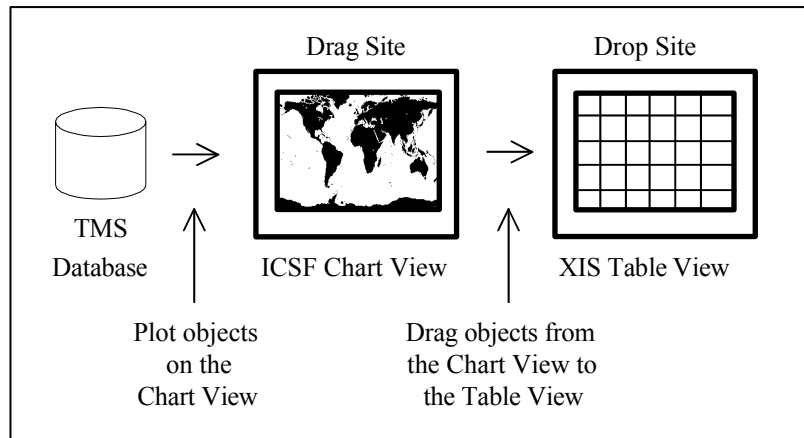 Drag Site
Drop Site
TMS
Database
ICSF Chart View
XIS Table View
Plot objects
on the
Chart View
Drag objects from
the Chart View to
the Table View